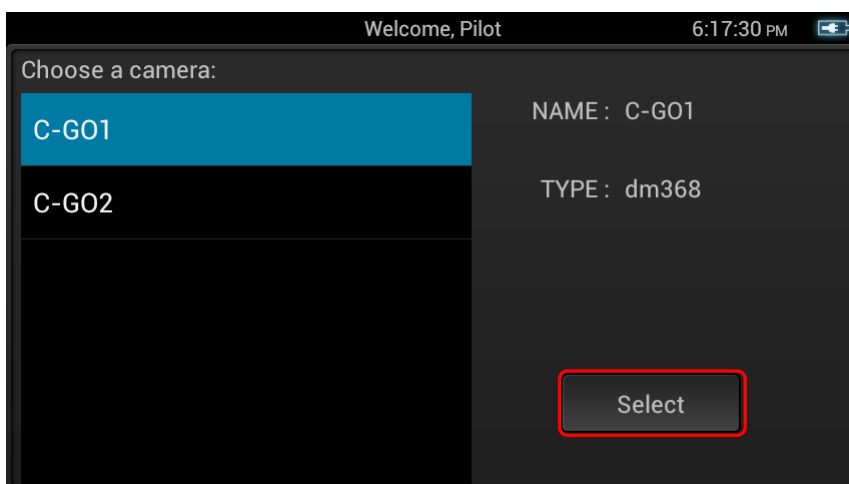 Welcome, Pilot 6:17:30 PM
Choose a camera:
C-GO1
C-GO2
NAME : C-GO1
TYPE : dm368
Select